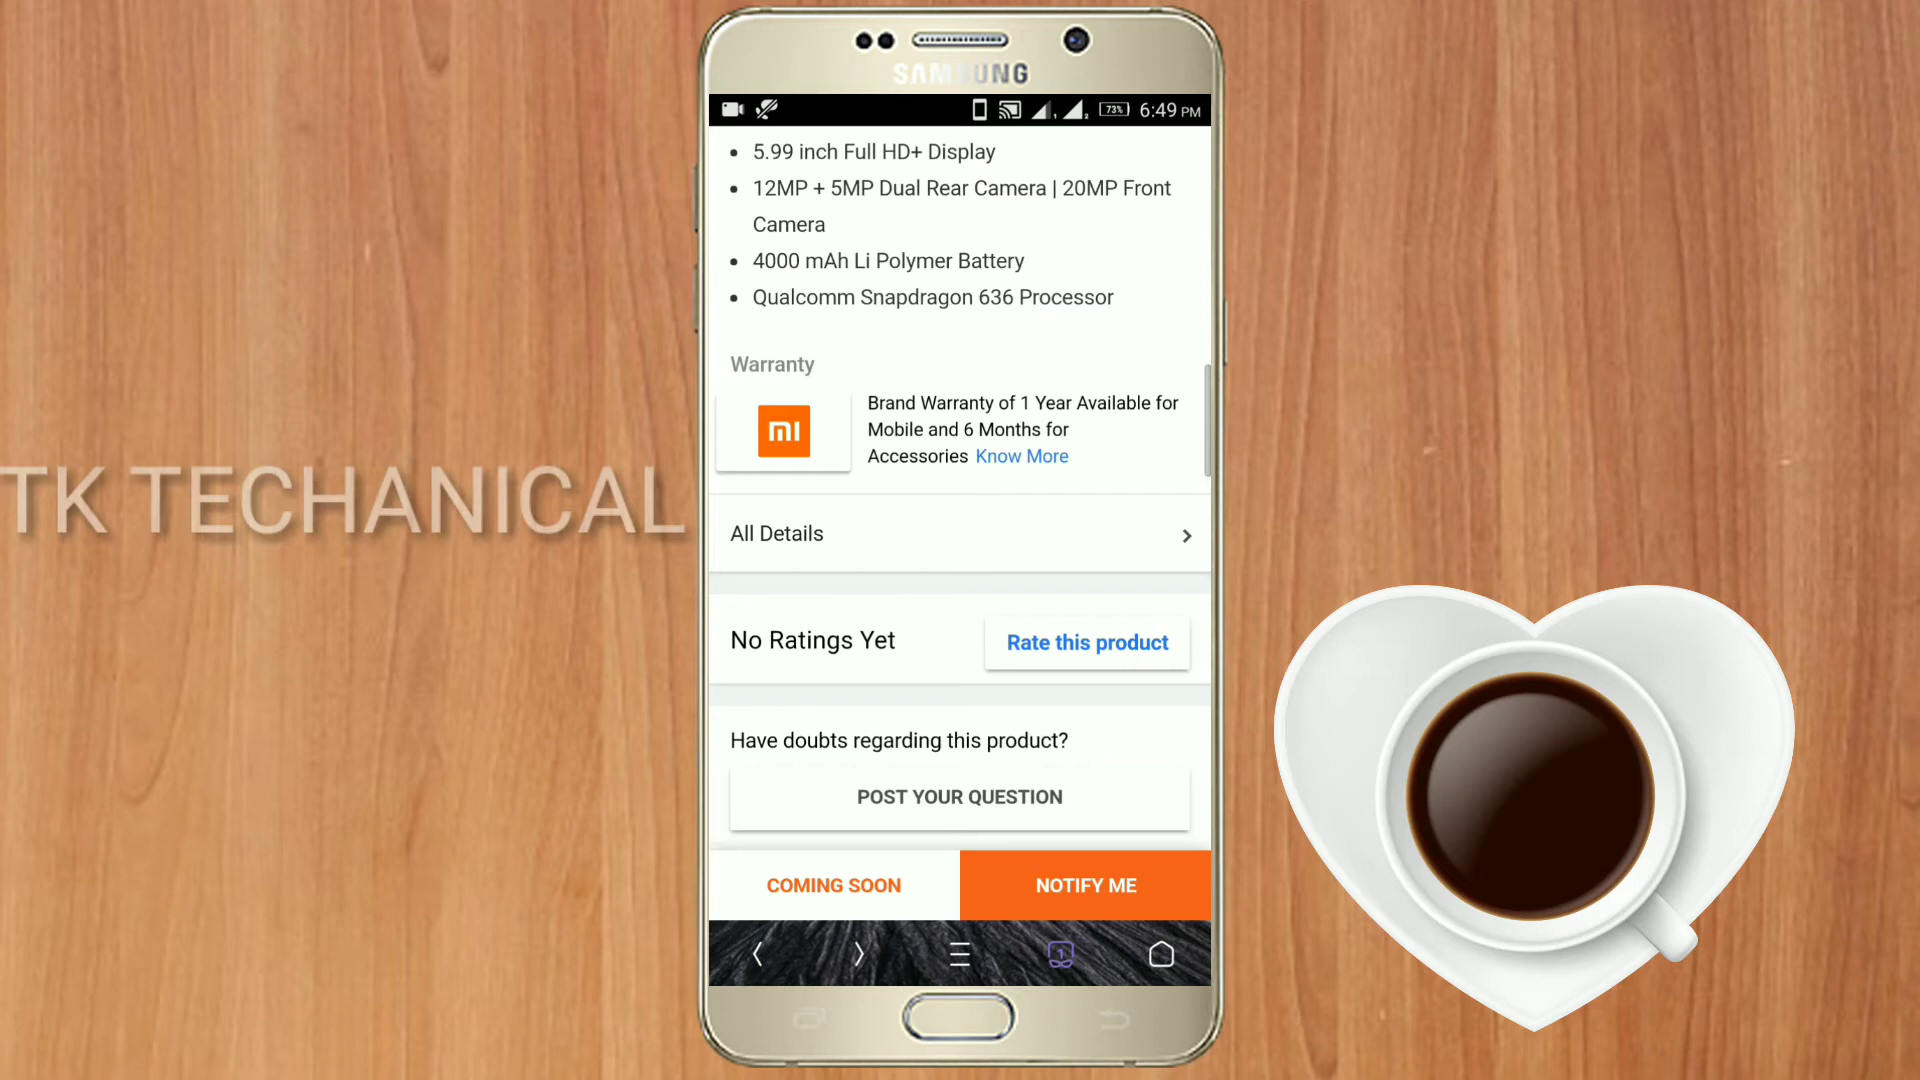 SAMSUNG
73% 6:49 PM
5.99 inch Full HD+ Display
12MP + 5MP Dual Rear Camera | 20MP Front
Camera
4000 mAh Li Polymer Battery
Qualcomm Snapdragon 636 Processor
Warranty
mi
Brand Warranty of 1 Year Available for
Mobile and 6 Months for
Accessories Know More
TK TECHANICAL
All Details
No Ratings Yet
Rate this product
Have doubts regarding this product?
POST YOUR QUESTION
COMING SOON
NOTIFY ME
1